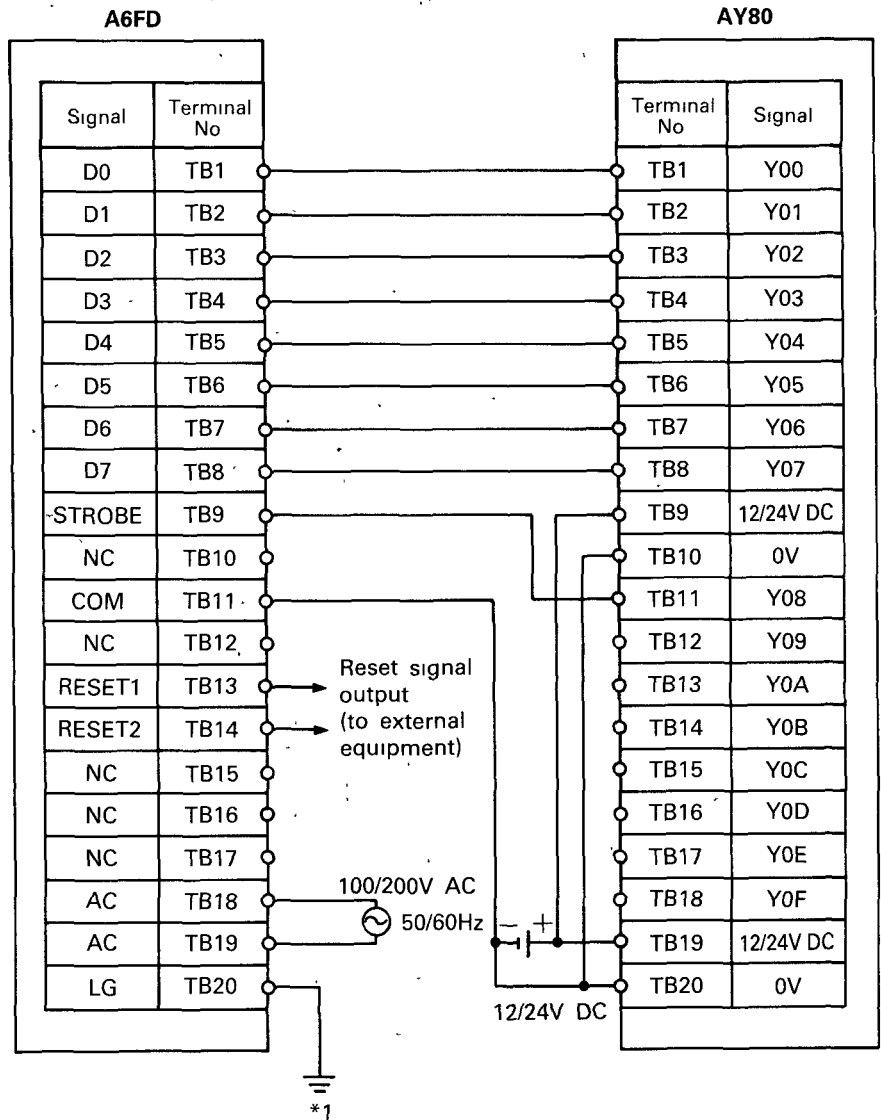 A6FD
AY80
Signal Terminal No
D0 TB1
D1 TB2
D2 TB3
D3 TB4
D4 TB5
D5 TB6
D6 TB7
D7 TB8
STROBE TB9
NC TB10
COM TB11
NC TB12
RESET1 TB13
RESET2 TB14
NC TB15
NC TB16
NC TB17
AC TB18
AC TB19
LG TB20
Reset signal
output
(to external
equipment)
100/200V AC
50/60Hz
*1
− +
12/24V DC
Terminal No Signal
TB1 Y00
TB2 Y01
TB3 Y02
TB4 Y03
TB5 Y04
TB6 Y05
TB7 Y06
TB8 Y07
TB9 12/24V DC
TB10 0V
TB11 Y08
TB12 Y09
TB13 Y0A
TB14 Y0B
TB15 Y0C
TB16 Y0D
TB17 Y0E
TB18 Y0F
TB19 12/24V DC
TB20 0V